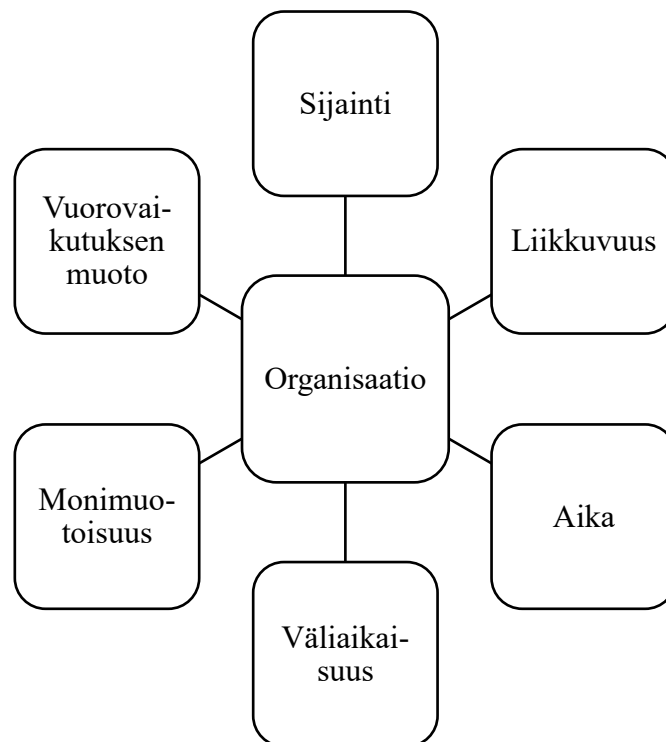 Sijainti
Vuorovai-
kutuksen
muoto
Liikkuvuus
Organisaatio
Monimuo-
toisuus
Aika
Väliaikai-
suus